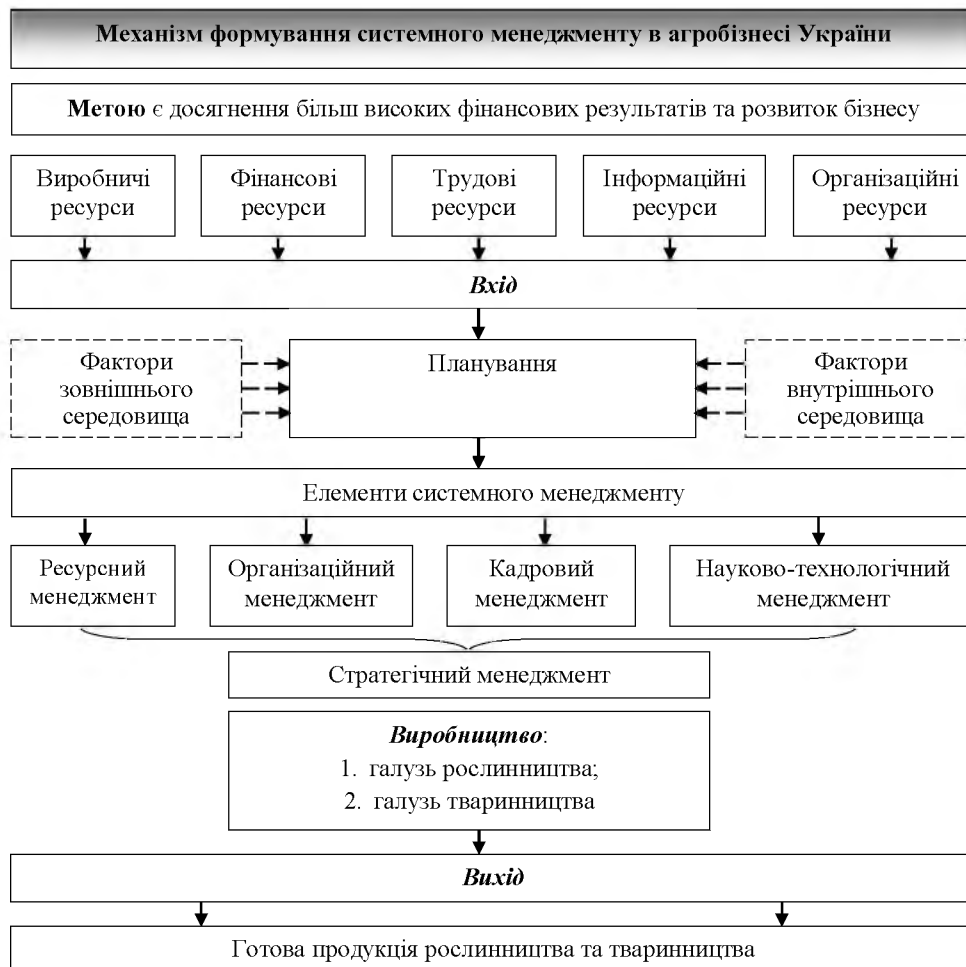 Механізм формування системного менеджменту в агробізнесі України
Метою є досягнення більш високих фінансових результатів та розвиток бізнесу
Виробничі
ресурси
Фінансові
ресурси
Трудові
ресурси
Інформаційні
ресурси
Організаційні
ресурси
Вхід
Фактори
зовнішнього
середовища
Планування
Фактори
внутрішнього
середовища
Елементи системного менеджменту
Ресурсний
менеджмент
Організаційний
менеджмент
Кадровий
менеджмент
Науково-технологічний
менеджмент
Стратегічний менеджмент
Виробництво:
1. галузь рослинництва;
2. галузь тваринництва
Вихід
Готова продукція рослинництва та тваринництва